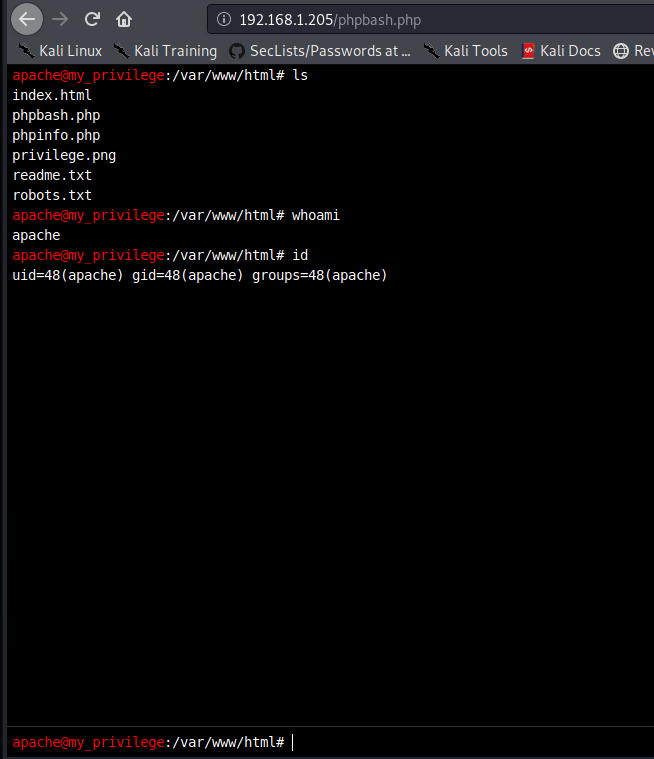 192.168.1.205/phpbash.php
Kali Linux Kali Training SecLists/Passwords at … Kali Tools Kali Docs Rev
apache@my_privilege:/var/www/html# ls
index.html
phpbash.php
phpinfo.php
privilege.png
readme.txt
robots.txt
apache@my_privilege:/var/www/html# whoami
apache
apache@my_privilege:/var/www/html# id
uid=48(apache) gid=48(apache) groups=48(apache)
apache@my_privilege:/var/www/html#